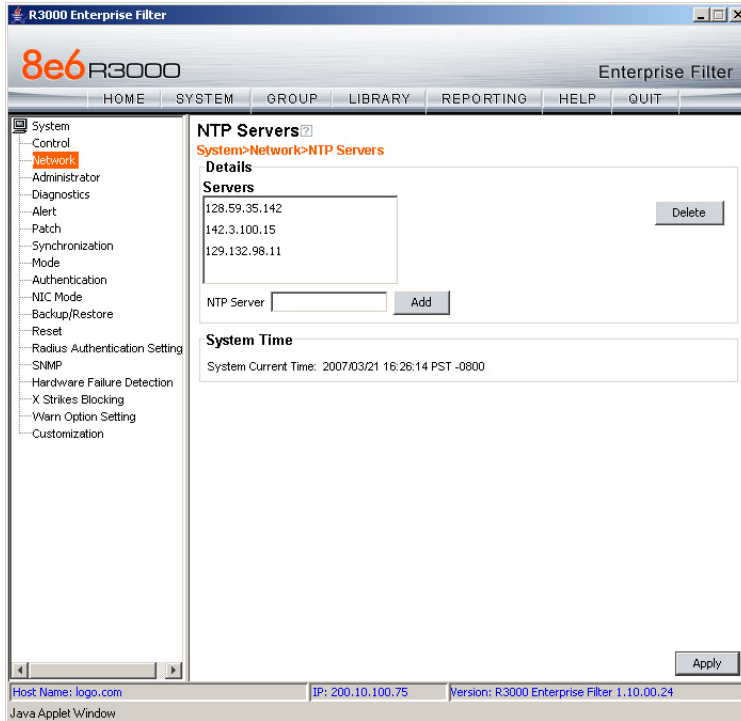 R3000 Enterprise Filter
8e6 R3000
Enterprise Filter
HOME SYSTEM GROUP LIBRARY REPORTING HELP QUIT
System
Control
Network
Administrator
Diagnostics
Alert
Patch
Synchronization
Mode
Authentication
NIC Mode
Backup/Restore
Reset
Radius Authentication Setting
SNMP
Hardware Failure Detection
X Strikes Blocking
Warn Option Setting
Customization
NTP Servers?
System>Network>NTP Servers
Details
Servers
128.59.35.142
142.3.100.15
129.132.98.11
Delete
NTP Server
Add
System Time
System Current Time: 2007/03/21 16:26:14 PST -0800
Apply
Host Name: logo.com
IP: 200.10.100.75
Version: R3000 Enterprise Filter 1.10.00.24
Java Applet Window